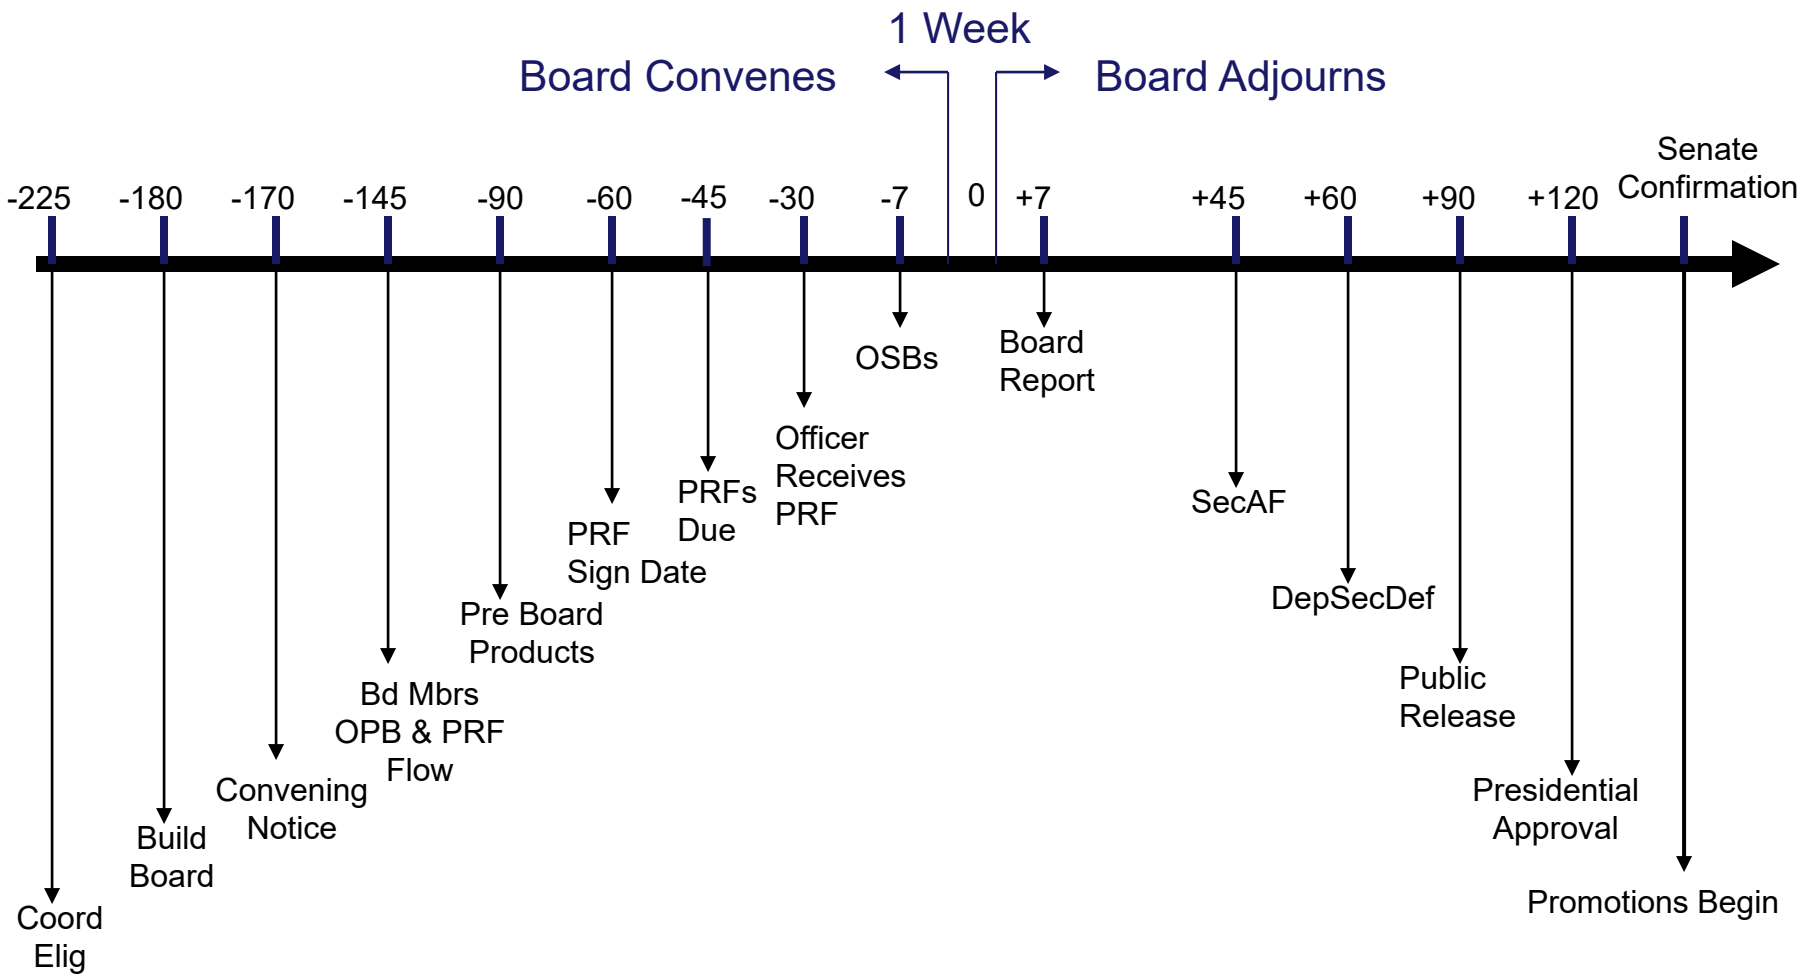 1 Week
Board Convenes
Board Adjourns
Senate
Confirmation
-225
-180
-170
-145
-90
-60
-45
-30
-7
0
+7
+45
+60
+90
+120
OSBs
Board
Report
Officer
Receives
PRF
PRFs
Due
SecAF
PRF
Sign Date
DepSecDef
Pre Board
Products
Bd Mbrs
OPB & PRF
Flow
Public
Release
Convening
Notice
Presidential
Approval
Build
Board
Promotions Begin
Coord
Elig